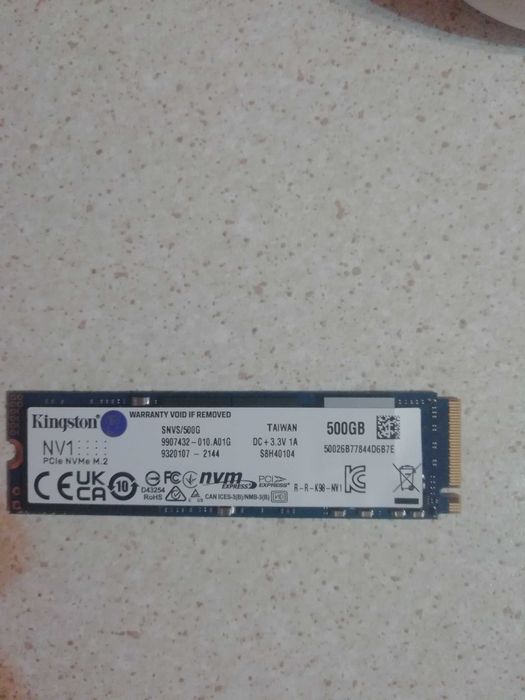 WARRANTY VOID IF REMOVED
Kingston
NV1
PCIe NVMe M.2
SNVS/500G
9907432-010.A01G
9320107 - 2144
TAIWAN
DC+3.3V 1A
S8H40104
500GB
50026B77844D6B7E
CE UK CA
10
D43254
RoHS
FC
nvm EXPRESS
PCI EXPRESS
CAN ICES-3(B)/NMB-3(B)
R-R-K98-NV1